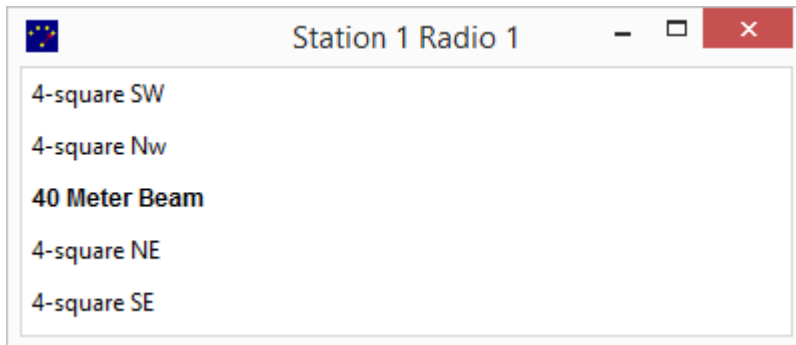 Station 1 Radio 1
4-square SW
4-square Nw
40 Meter Beam
4-square NE
4-square SE